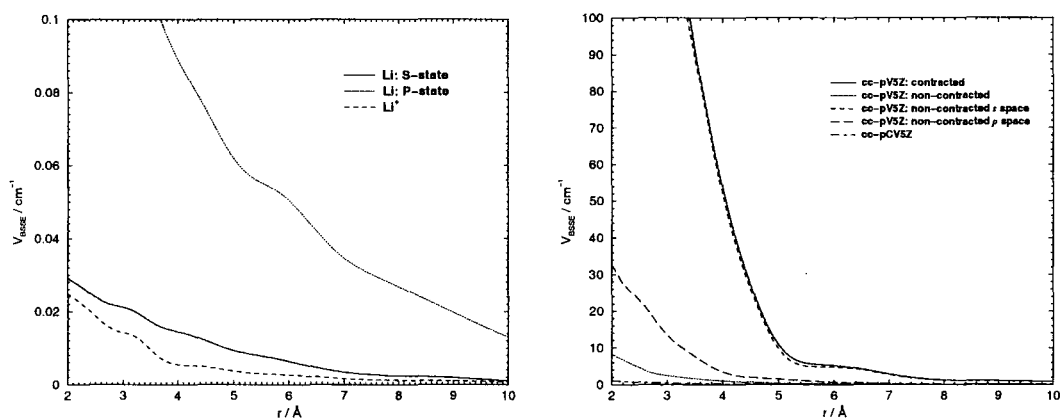 0.1
0.08
0.06
0.04
0.02
0
V_BSSE / cm⁻¹
2 3 4 5 6 7 8 9 10
r / Å
Li: S−state
Li: P−state
Li⁺
100
90
80
70
60
50
40
30
20
10
0
V_BSSE / cm⁻¹
2 3 4 5 6 7 8 9 10
r / Å
cc−pV5Z: contracted
cc−pV5Z: non−contracted
cc−pV5Z: non−contracted s space
cc−pV5Z: non−contracted p space
cc−pCV5Z